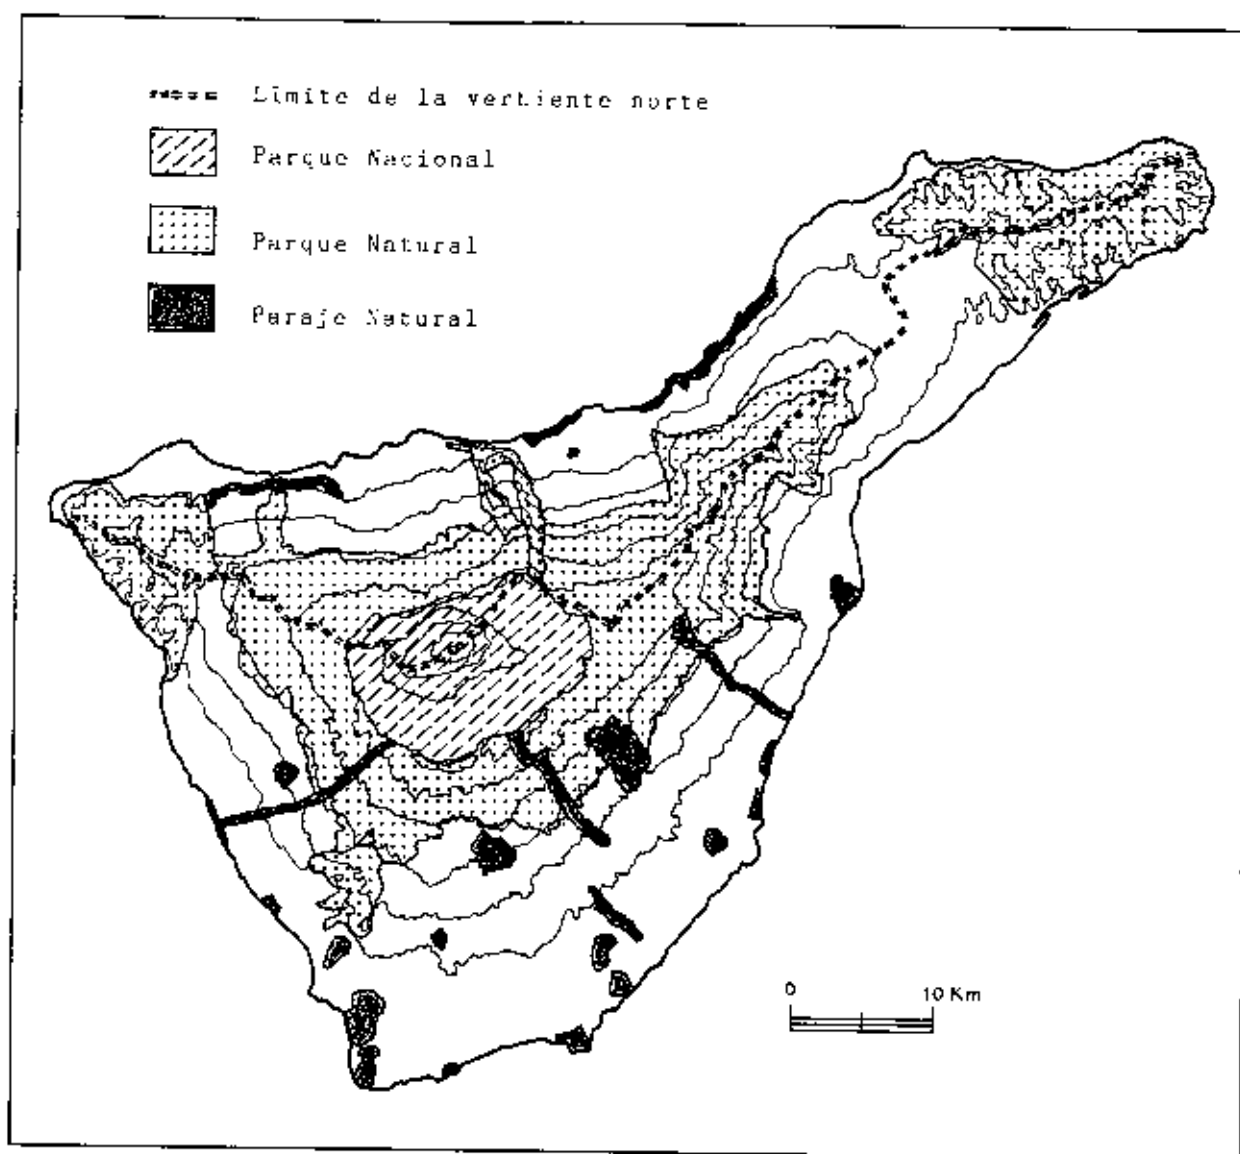 Límite de la vertiente norte
Parque Nacional
Parque Natural
Paraje Natural
0 10 Km